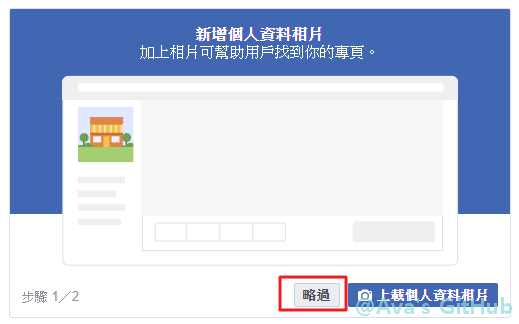 新增個人資料相片
加上相片可幫助用戶找到你的專頁。
步驟 1／2
略過
上載個人資料相片
@Ava's GitHub